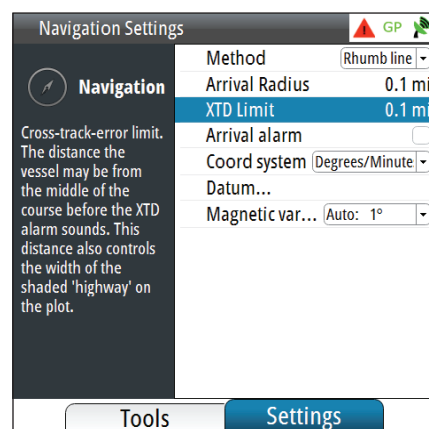 Navigation Settings
GP
Navigation
Cross-track-error limit.
The distance the
vessel may be from
the middle of the
course before the XTD
alarm sounds. This
distance also controls
the width of the
shaded 'highway' on
the plot.
Method Rhumb line
Arrival Radius 0.1 mi
XTD Limit 0.1 mi
Arrival alarm
Coord system Degrees/Minute
Datum...
Magnetic var... Auto: 1°
Tools
Settings